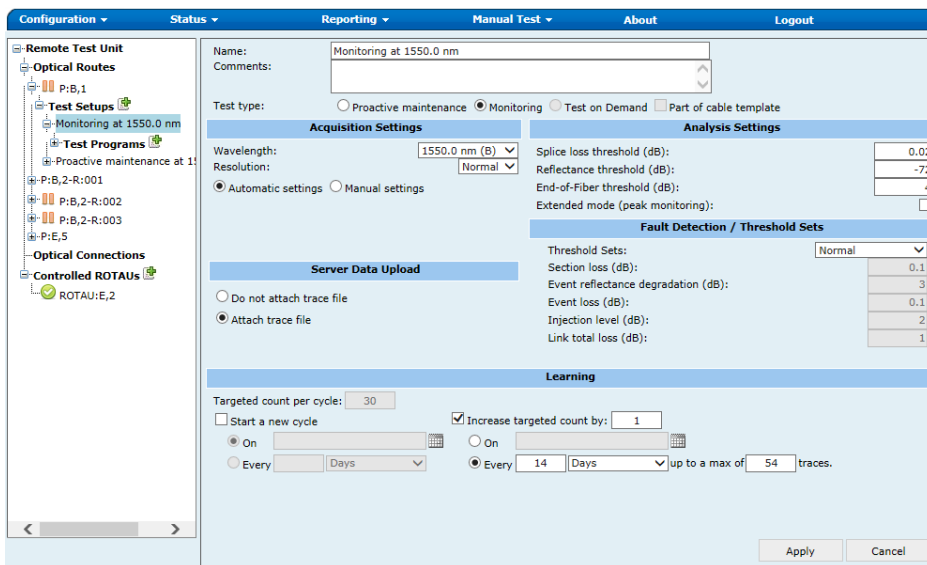 Configuration Status Reporting Manual Test About Logout
Remote Test Unit
Optical Routes
P:B,1
Test Setups
Monitoring at 1550.0 nm
Test Programs
Proactive maintenance at
P:B,2-R:001
P:B,2-R:002
P:B,2-R:003
P:E,5
Optical Connections
Controlled ROTAUs
ROTAU:E,2
Name: Monitoring at 1550.0 nm
Comments:
Test type: Proactive maintenance Monitoring Test on Demand Part of cable template
Acquisition Settings
Wavelength: 1550.0 nm (B)
Resolution: Normal
Automatic settings Manual settings
Server Data Upload
Do not attach trace file
Attach trace file
Analysis Settings
Splice loss threshold (dB): 0.02
Reflectance threshold (dB): -72
End-of-Fiber threshold (dB):
Extended mode (peak monitoring):
Fault Detection / Threshold Sets
Threshold Sets: Normal
Section loss (dB): 0.1
Event reflectance degradation (dB): 3
Event loss (dB): 0.1
Injection level (dB): 2
Link total loss (dB): 1
Learning
Targeted count per cycle: 30
Start a new cycle
On
Every Days
Increase targeted count by: 1
On
Every 14 Days up to a max of 54 traces.
Apply Cancel